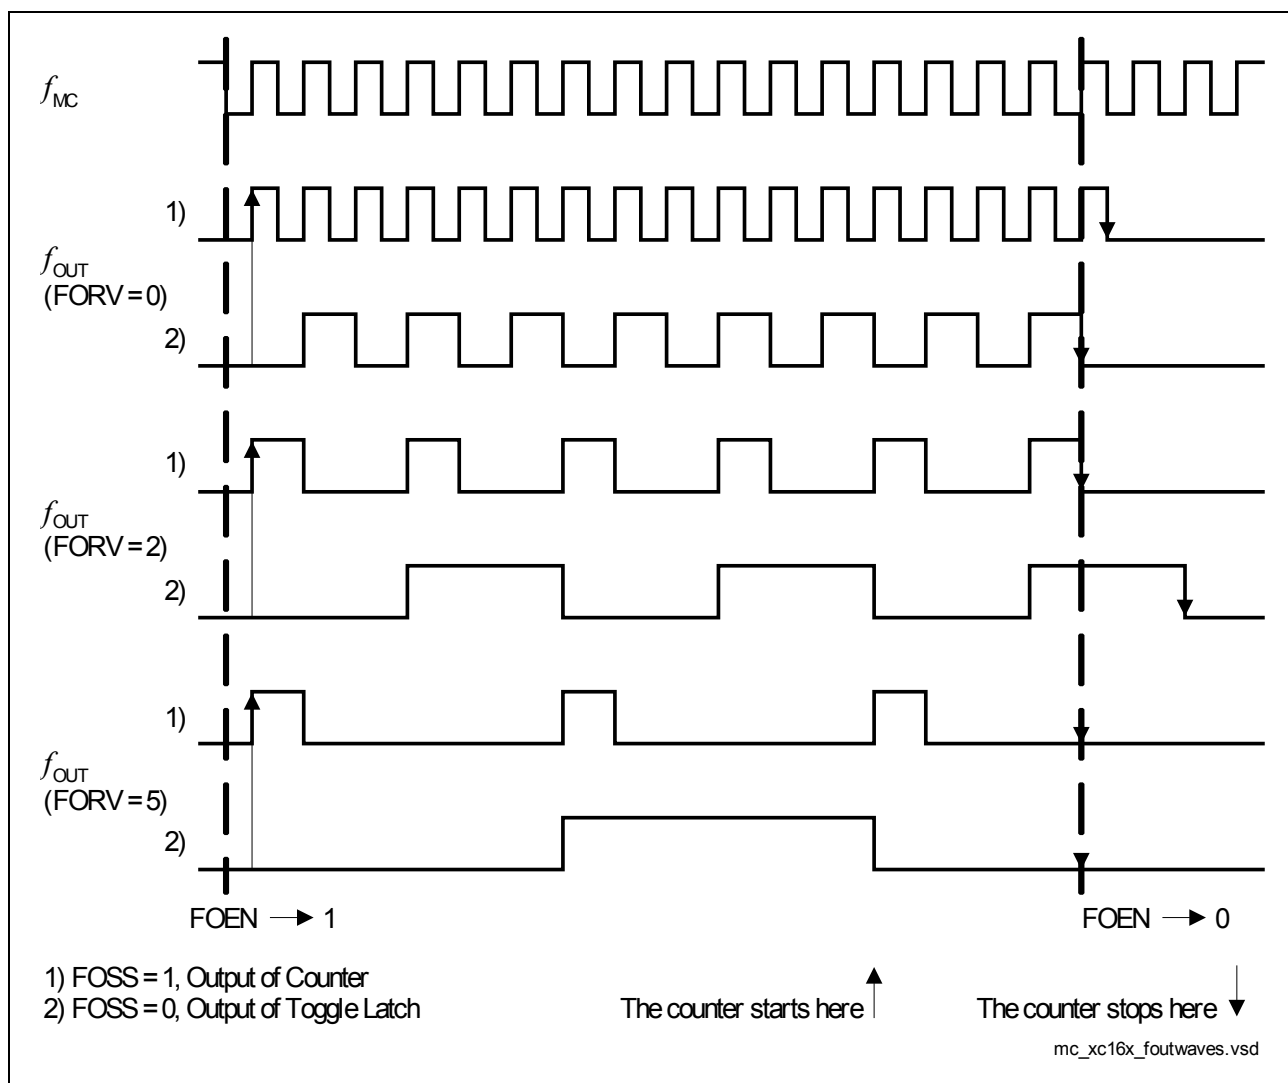 fMC
1)
fOUT
(FORV = 0)
2)
1)
fOUT
(FORV = 2)
2)
1)
fOUT
(FORV = 5)
2)
FOEN → 1
FOEN → 0
1) FOSS = 1, Output of Counter
2) FOSS = 0, Output of Toggle Latch
The counter starts here
The counter stops here
mc_xc16x_foutwaves.vsd